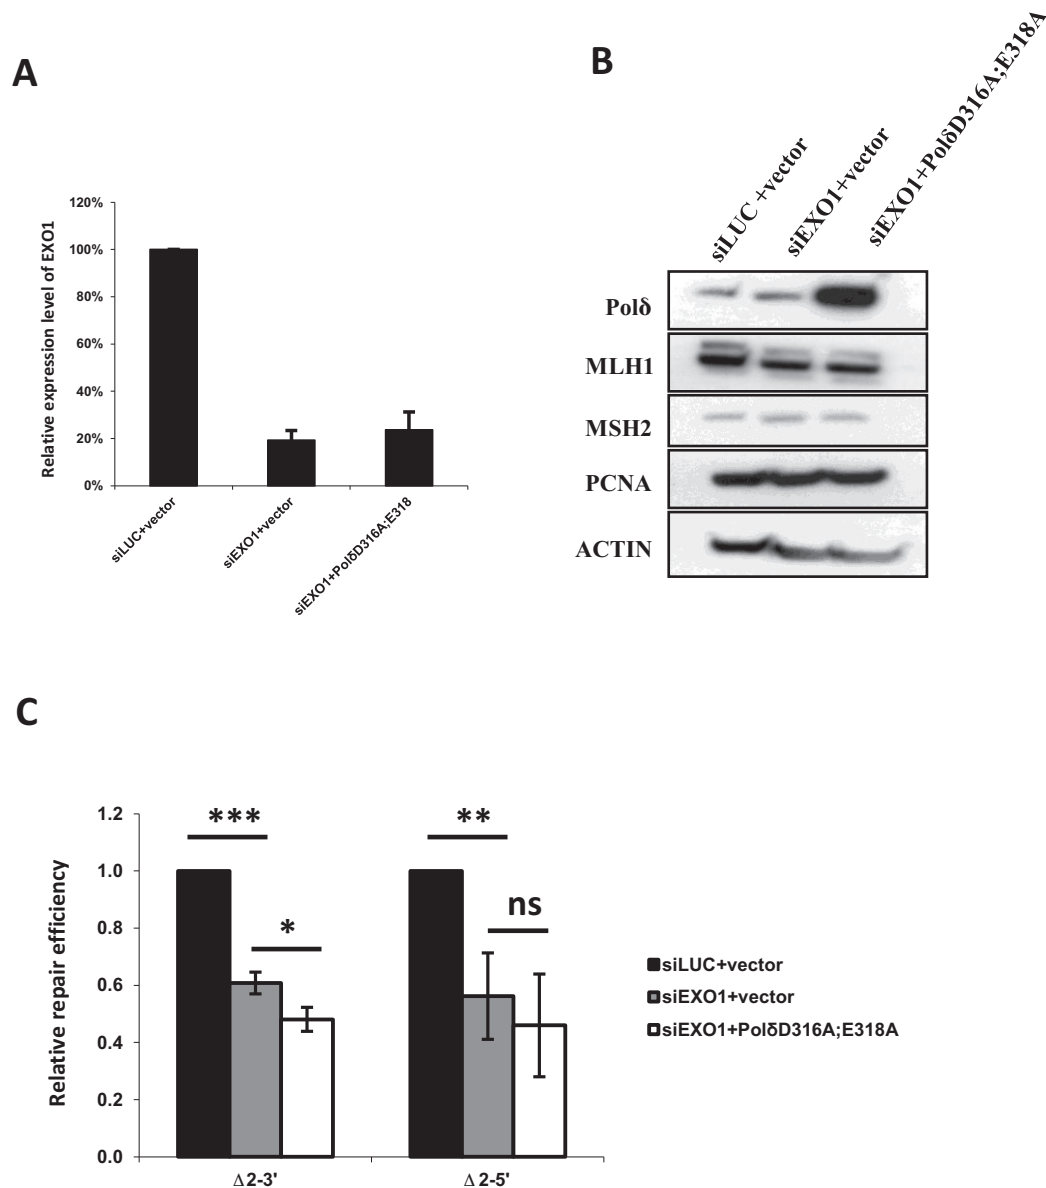 A
120%
100%
80%
60%
40%
20%
0%
Relative expression level of EXO1
siLUC+vector
siEXO1+vector
siEXO1+PolδD316A;E318
B
siLUC +vector
siEXO1+vector
siEXO1+PolδD316A;E318A
Polδ
MLH1
MSH2
PCNA
ACTIN
C
1.2
1.0
0.8
0.6
0.4
0.2
0.0
Relative repair efficiency
***
*
**
ns
Δ2-3'
Δ2-5'
siLUC+vector
siEXO1+vector
siEXO1+PolδD316A;E318A